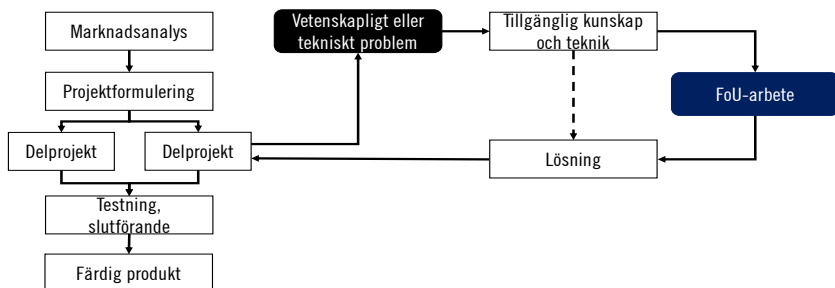 Marknadsanalys
Projektformulering
Delprojekt
Delprojekt
Testning,
slutförande
Färdig produkt
Vetenskapligt eller
tekniskt problem
Tillgänglig kunskap
och teknik
FoU-arbete
Lösning